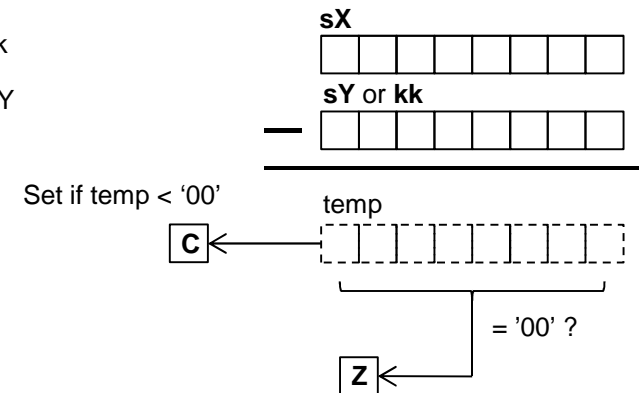 sX
k
sY or kk
Y
Set if temp < ‘00’
temp
C
= ’00’ ?
Z